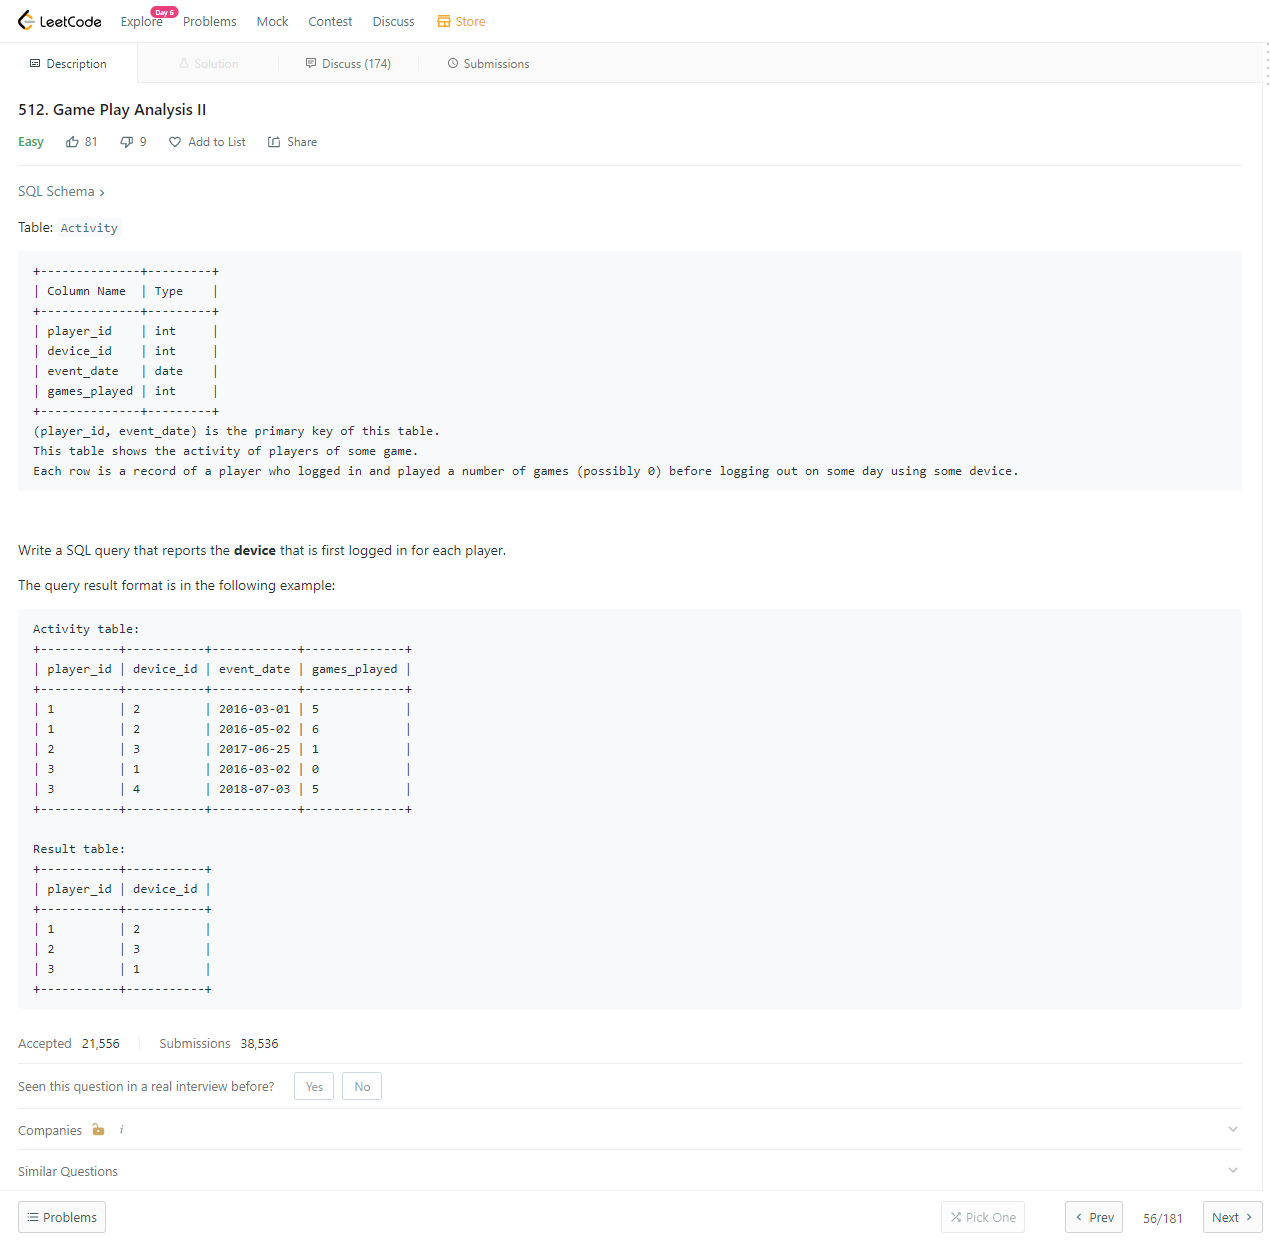 LeetCode Explore Day 6 Problems Mock Contest Discuss Store
Description Solution Discuss (174) Submissions
512. Game Play Analysis II
Easy 81 9 Add to List Share
SQL Schema >
Table: Activity
+--------------+---------+
| Column Name  | Type    |
+--------------+---------+
| player_id    | int     |
| device_id    | int     |
| event_date   | date    |
| games_played | int     |
+--------------+---------+
(player_id, event_date) is the primary key of this table.
This table shows the activity of players of some game.
Each row is a record of a player who logged in and played a number of games (possibly 0) before logging out on some day using some device.
Write a SQL query that reports the device that is first logged in for each player.
The query result format is in the following example:
Activity table:
+-----------+-----------+------------+--------------+
| player_id | device_id | event_date | games_played |
+-----------+-----------+------------+--------------+
| 1         | 2         | 2016-03-01 | 5            |
| 1         | 2         | 2016-05-02 | 6            |
| 2         | 3         | 2017-06-25 | 1            |
| 3         | 1         | 2016-03-02 | 0            |
| 3         | 4         | 2018-07-03 | 5            |
+-----------+-----------+------------+--------------+
Result table:
+-----------+-----------+
| player_id | device_id |
+-----------+-----------+
| 1         | 2         |
| 2         | 3         |
| 3         | 1         |
+-----------+-----------+
Accepted 21,556 Submissions 38,536
Seen this question in a real interview before? Yes No
Companies i
Similar Questions
Problems Pick One < Prev 56/181 Next >